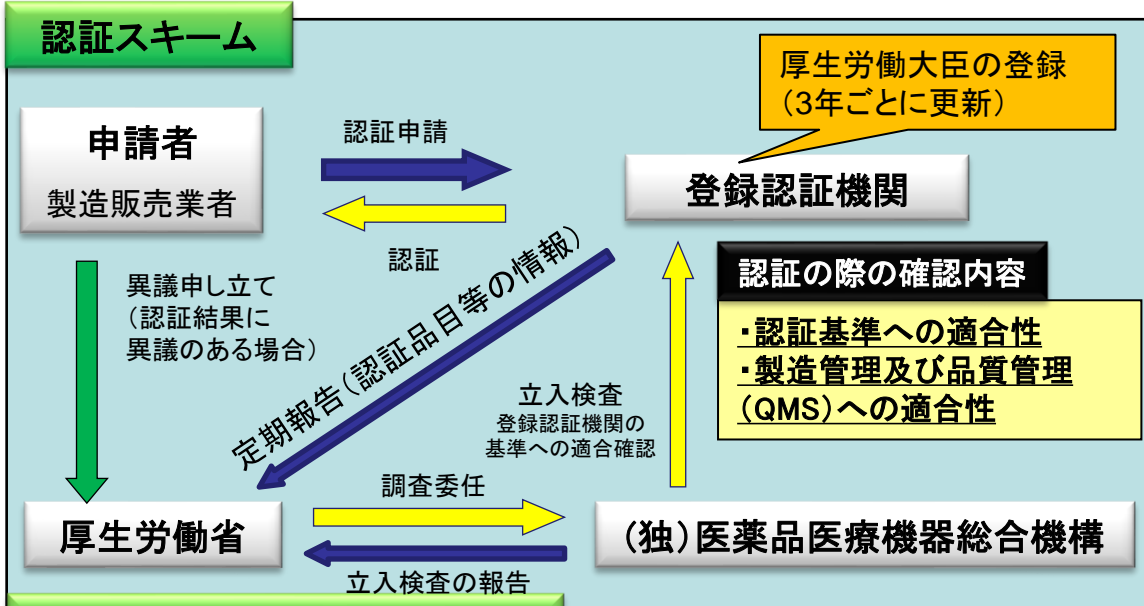 認証スキーム
厚生労働大臣の登録
(3年ごとに更新)
申請者
製造販売業者
認証申請
登録認証機関
認証
異議申し立て
(認証結果に
異議のある場合)
定期報告(認証品目等の情報)
認証の際の確認内容
・認証基準への適合性
・製造管理及び品質管理
(QMS)への適合性
立入検査
登録認証機関の
基準への適合確認
調査委任
厚生労働省
(独)医薬品医療機器総合機構
立入検査の報告